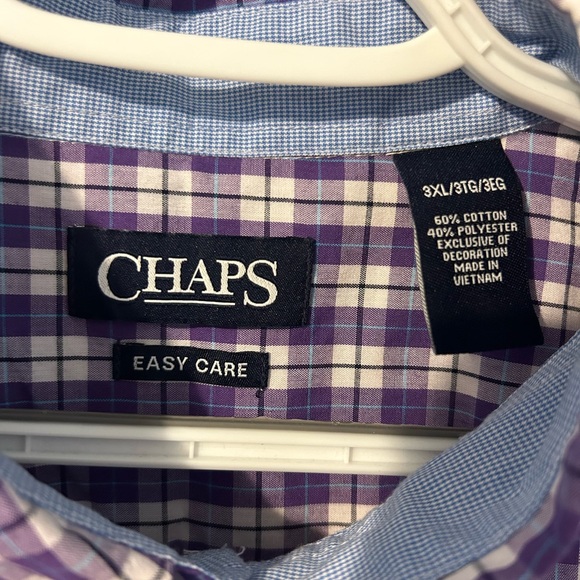 CHAPS
EASY CARE
3XL/3TG/3EG
60% COTTON
40% POLYESTER
EXCLUSIVE OF
DECORATION
MADE IN
VIETNAM